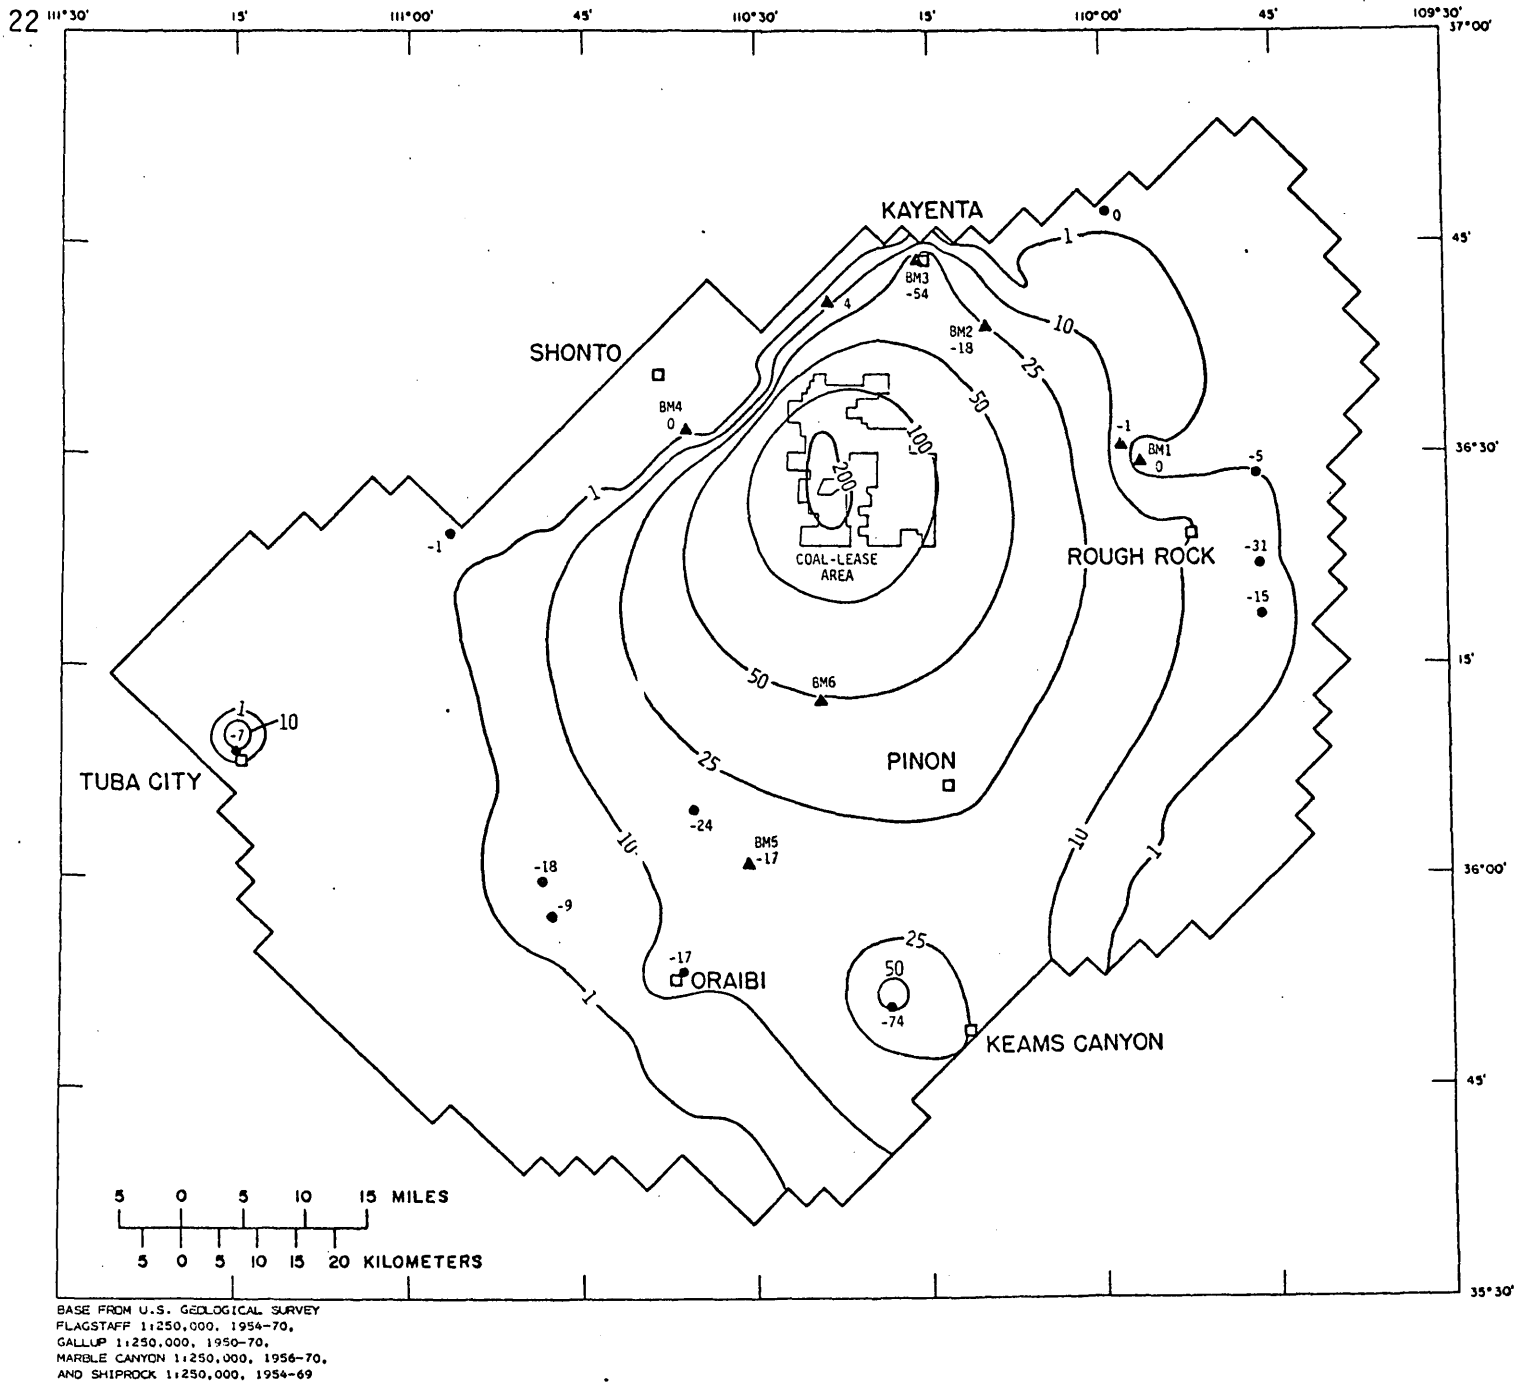 22
111°30' 15' 111°00' 45' 110°30' 15' 110°00' 45' 109°30'
37°00'
0
KAYENTA
1
45'
BM3
-54
4
10
BM2
-18
SHONTO
25
50
BM4
0
100
-1
BM1
0
36°30'
-5
200
1
-1
COAL-LEASE
AREA
ROUGH ROCK
-31
-15
15'
50
BM6
1
10
-7
TUBA CITY
25
PINON
-24
10
BM5
-17
10
1
-18
36°00'
-9
25
-17
ORAIBI
50
1
-74
KEAMS CANYON
45'
5 0 5 10 15 MILES
5 0 5 10 15 20 KILOMETERS
35°30'
BASE FROM U.S. GEOLOGICAL SURVEY
FLAGSTAFF 1:250,000, 1954-70,
GALLUP 1:250,000, 1950-70,
MARBLE CANYON 1:250,000, 1956-70,
AND SHIPROCK 1:250,000, 1954-69